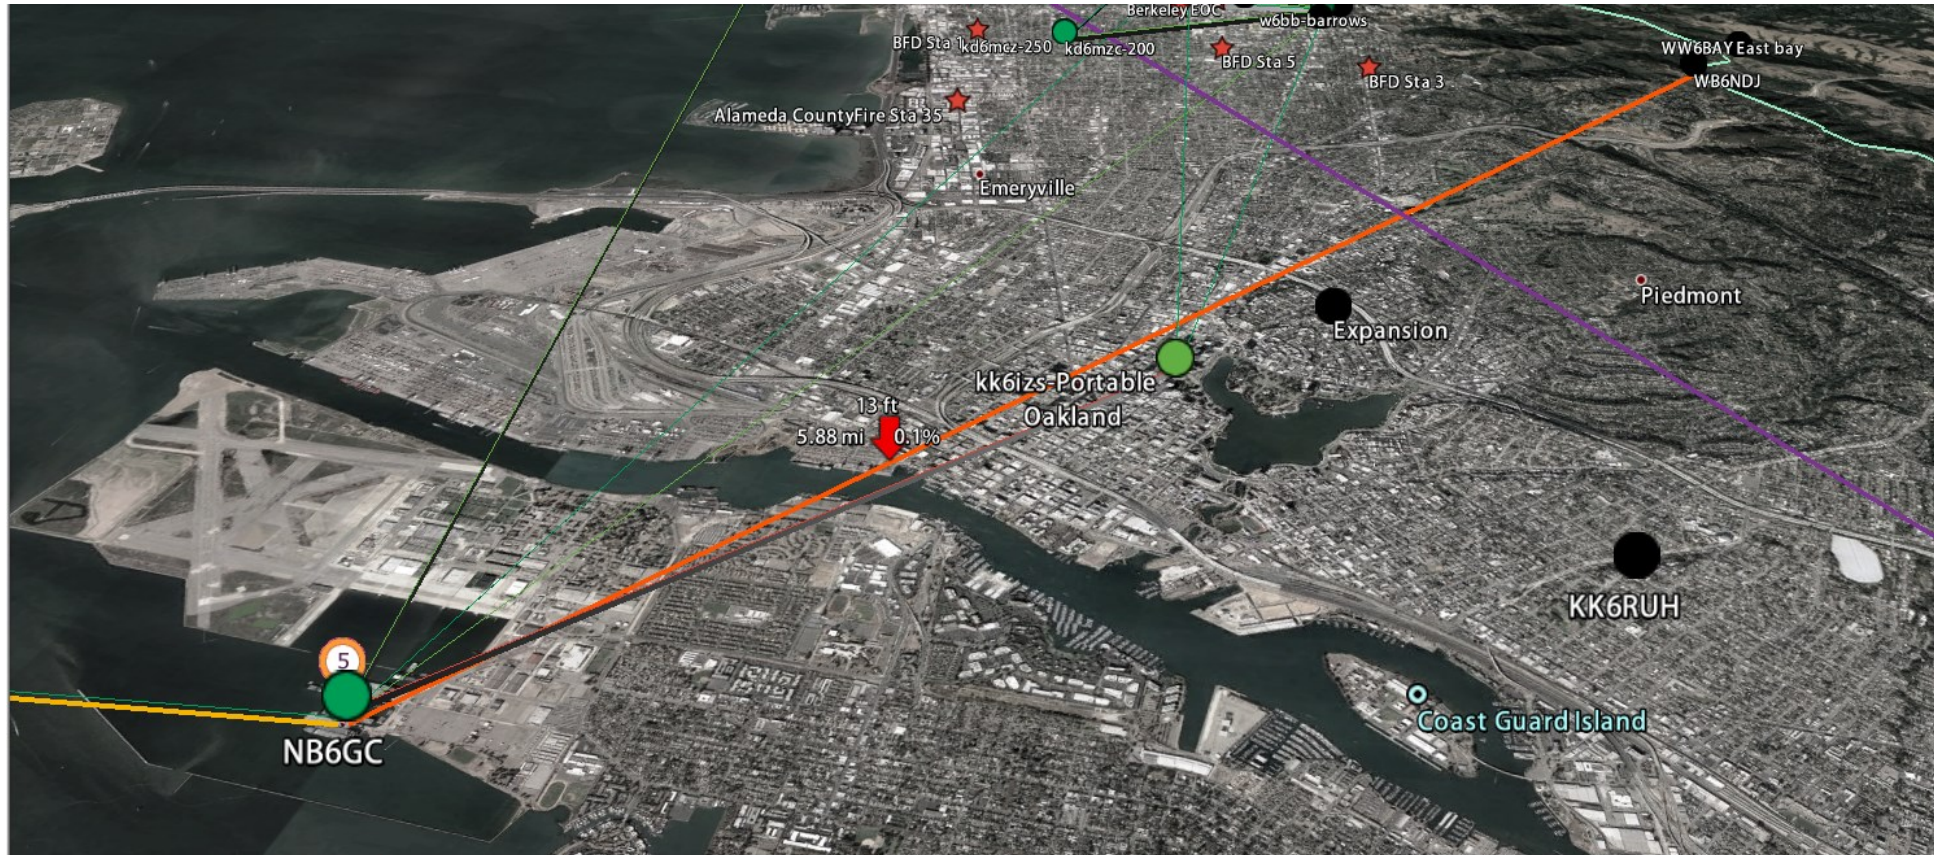 Berkeley EOC
w6bb-barrows
BFD Sta 1
kd6mcz-250
kd6mzc-200
BFD Sta 5
WW6BAY East bay
BFD Sta 3
WB6NDJ
Alameda CountyFire Sta 35
Emeryville
Piedmont
Expansion
kk6izs-Portable
Oakland
13 ft
5.88 mi
0.1%
KK6RUH
5
Coast Guard Island
NB6GC